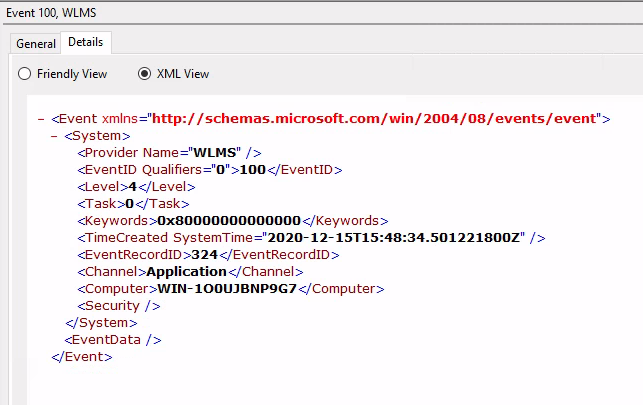 Event 100, WLMS
General Details
Friendly View XML View
- <Event xmlns="http://schemas.microsoft.com/win/2004/08/events/event">
- <System>
<Provider Name="WLMS" />
<EventID Qualifiers="0">100</EventID>
<Level>4</Level>
<Task>0</Task>
<Keywords>0x80000000000000</Keywords>
<TimeCreated SystemTime="2020-12-15T15:48:34.501221800Z" />
<EventRecordID>324</EventRecordID>
<Channel>Application</Channel>
<Computer>WIN-1O0UJBNP9G7</Computer>
<Security />
</System>
<EventData />
</Event>